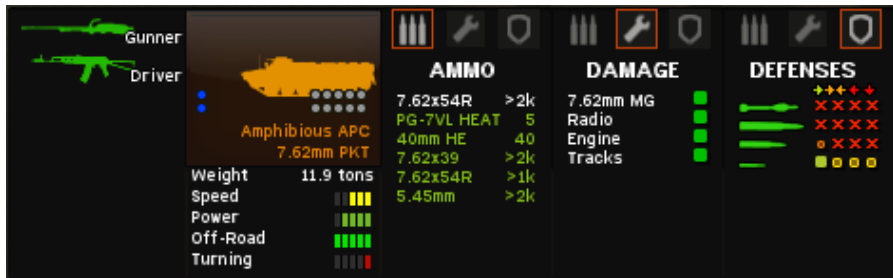 Gunner
Driver
Amphibious APC
7.62mm PKT
Weight 11.9 tons
Speed
Power
Off-Road
Turning
AMMO
7.62x54R >2k
PG-7VL HEAT 5
40mm HE 40
7.62x39 >2k
7.62x54R >1k
5.45mm >2k
DAMAGE
7.62mm MG
Radio
Engine
Tracks
DEFENSES